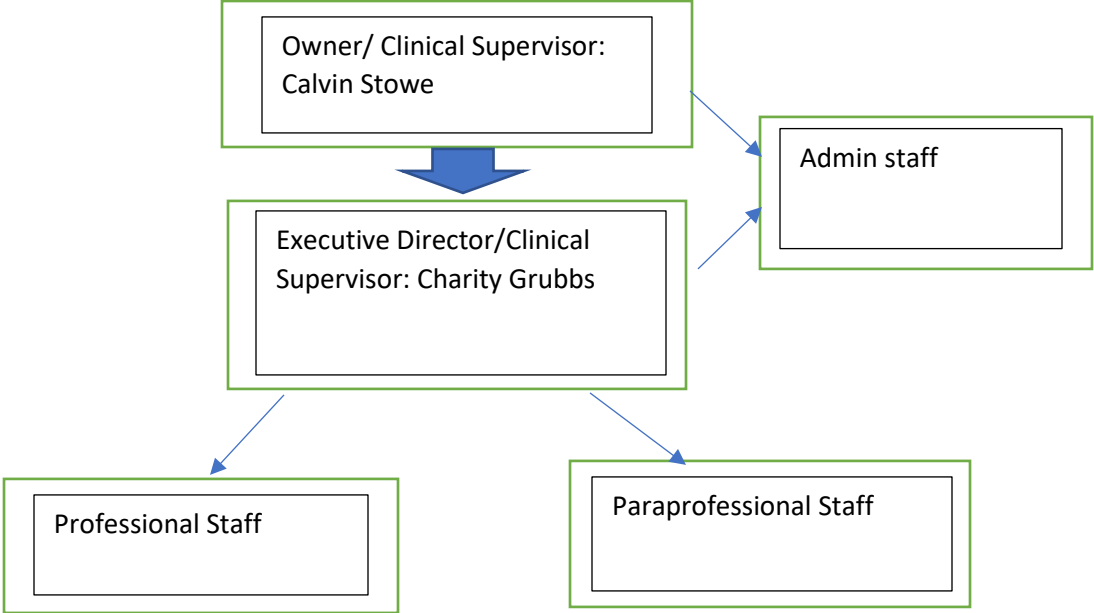 Owner/ Clinical Supervisor:
Calvin Stowe
Admin staff
Executive Director/Clinical
Supervisor: Charity Grubbs
Professional Staff
Paraprofessional Staff